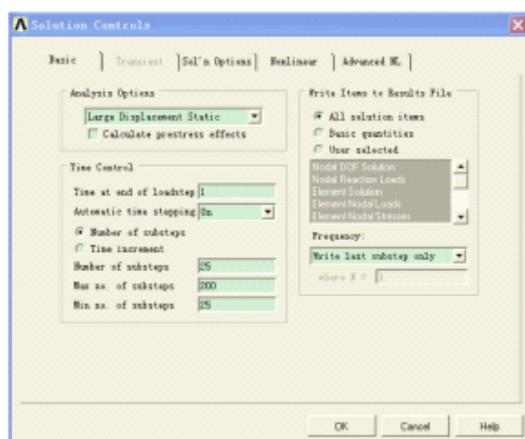 Solution Controls
Basic
Transient
Sol'n Options
Nonlinear
Advanced NL
Analysis Options
Large Displacement Static
Calculate prestress effects
Time Control
Time at end of loadstep 1
Automatic time stepping On
Number of substeps
Time increment
Number of substeps 25
Max no. of substeps 200
Min no. of substeps 25
Write Items to Results File
All solution items
Basic quantities
User selected
Nodal DOF Solution
Nodal Reaction Loads
Element Solution
Element Nodal Loads
Element Nodal Stresses
Frequency:
Write last substep only
where N = 1
OK
Cancel
Help